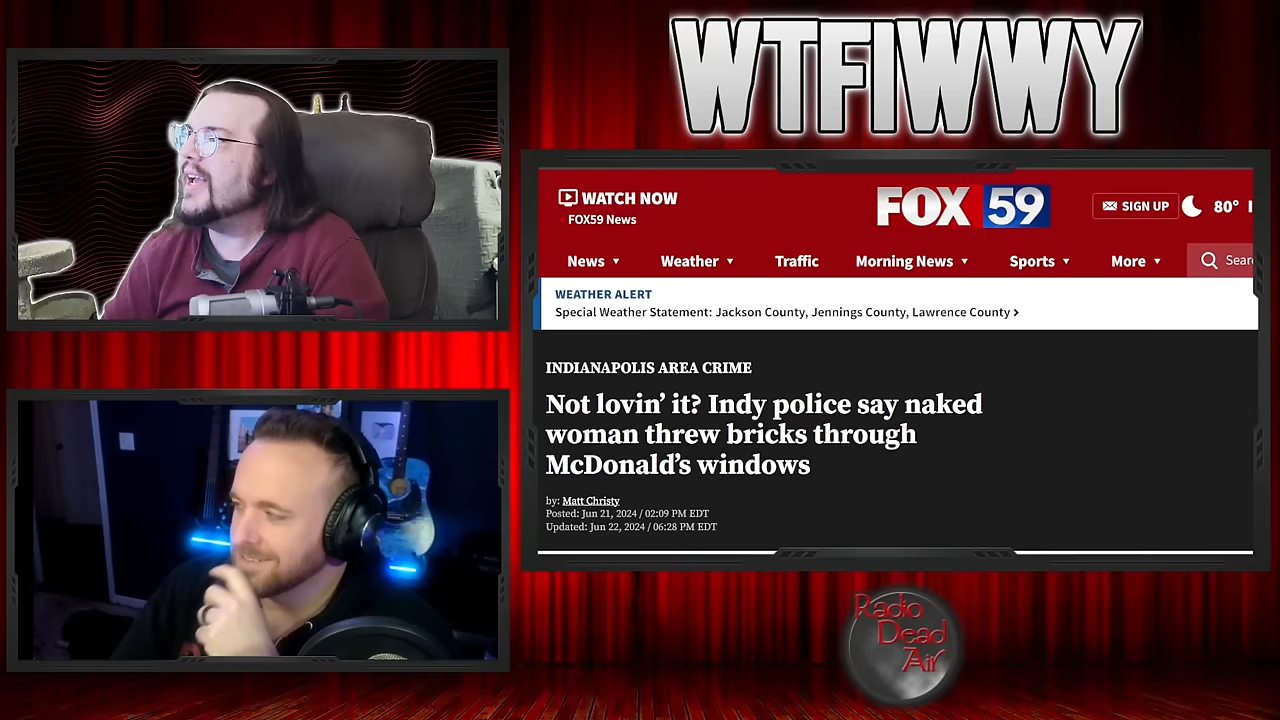 WTFIWWY
WATCH NOW
FOX59 News
FOX 59
SIGN UP
80°
News
Weather
Traffic
Morning News
Sports
More
WEATHER ALERT
Special Weather Statement: Jackson County, Jennings County, Lawrence County
INDIANAPOLIS AREA CRIME
Not lovin’ it? Indy police say naked
woman threw bricks through
McDonald’s windows
by: Matt Christy
Posted: Jun 21, 2024 / 02:09 PM EDT
Updated: Jun 22, 2024 / 06:28 PM EDT
Radio
Dead
Air